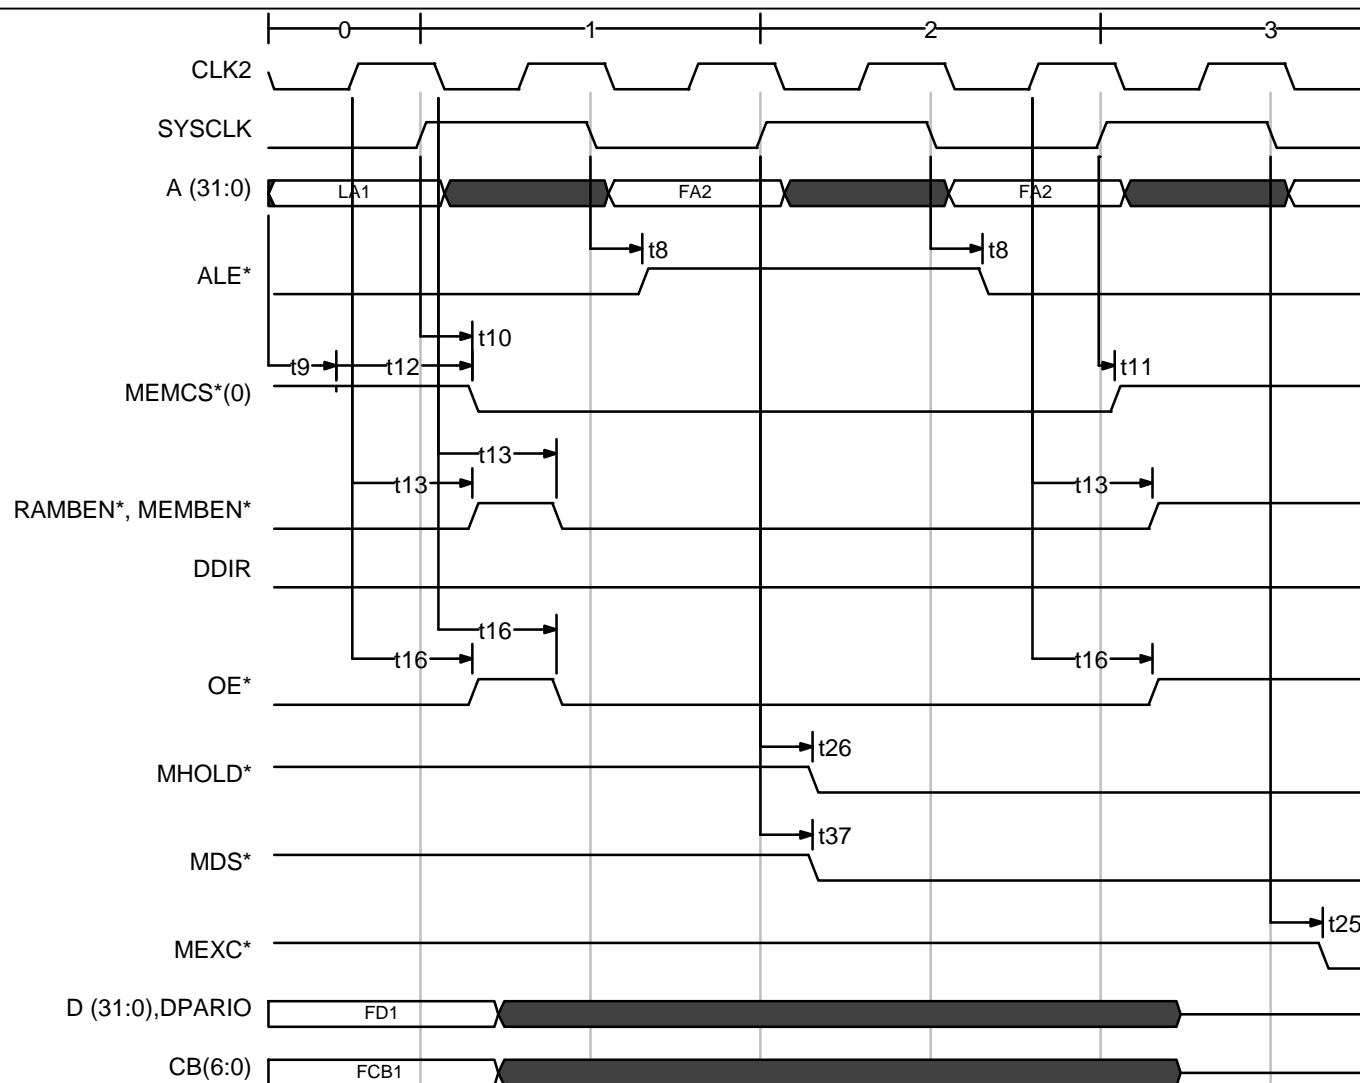 0 1 2 3
CLK2
SYSCLK
A (31:0) LA1 FA2 FA2
t8 t8
ALE*
t10
t9 t12 t11
MEMCS*(0)
t13
t13 t13
RAMBEN*, MEMBEN*
DDIR
t16
t16 t16
OE*
t26
MHOLD*
t37
MDS*
t25
MEXC*
D (31:0),DPARIO FD1
CB(6:0) FCB1